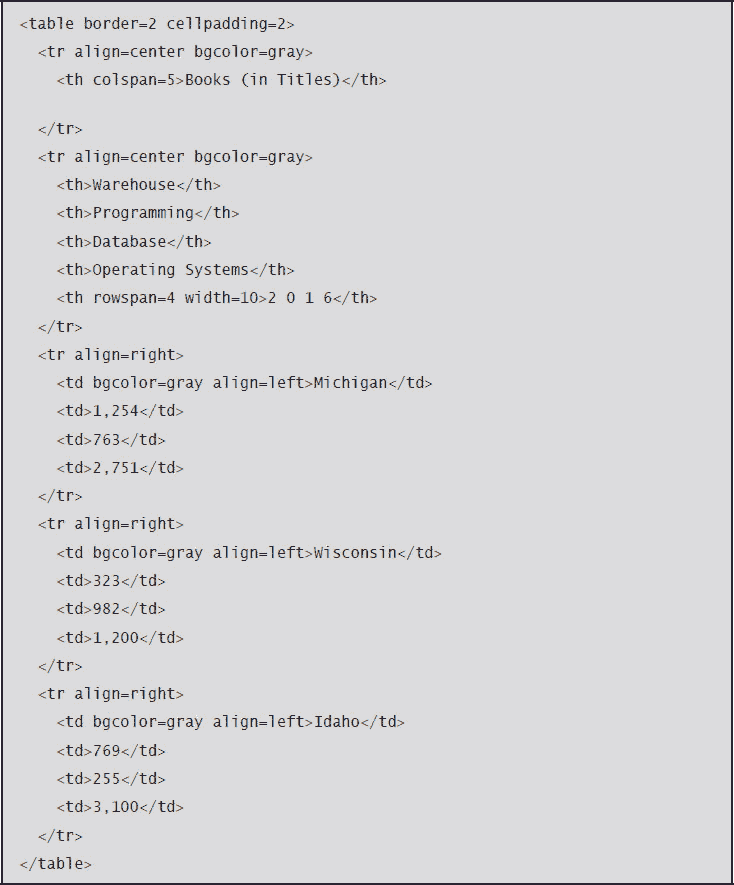 <table border=2 cellpadding=2>
<tr align=center bgcolor=gray>
<th colspan=5>Books (in Titles)</th>
</tr>
<tr align=center bgcolor=gray>
<th>Warehouse</th>
<th>Programming</th>
<th>Database</th>
<th>Operating Systems</th>
<th rowspan=4 width=10>2 0 1 6</th>
</tr>
<tr align=right>
<td bgcolor=gray align=left>Michigan</td>
<td>1,254</td>
<td>763</td>
<td>2,751</td>
</tr>
<tr align=right>
<td bgcolor=gray align=left>Wisconsin</td>
<td>323</td>
<td>982</td>
<td>1,200</td>
</tr>
<tr align=right>
<td bgcolor=gray align=left>Idaho</td>
<td>769</td>
<td>255</td>
<td>3,100</td>
</tr>
</table>